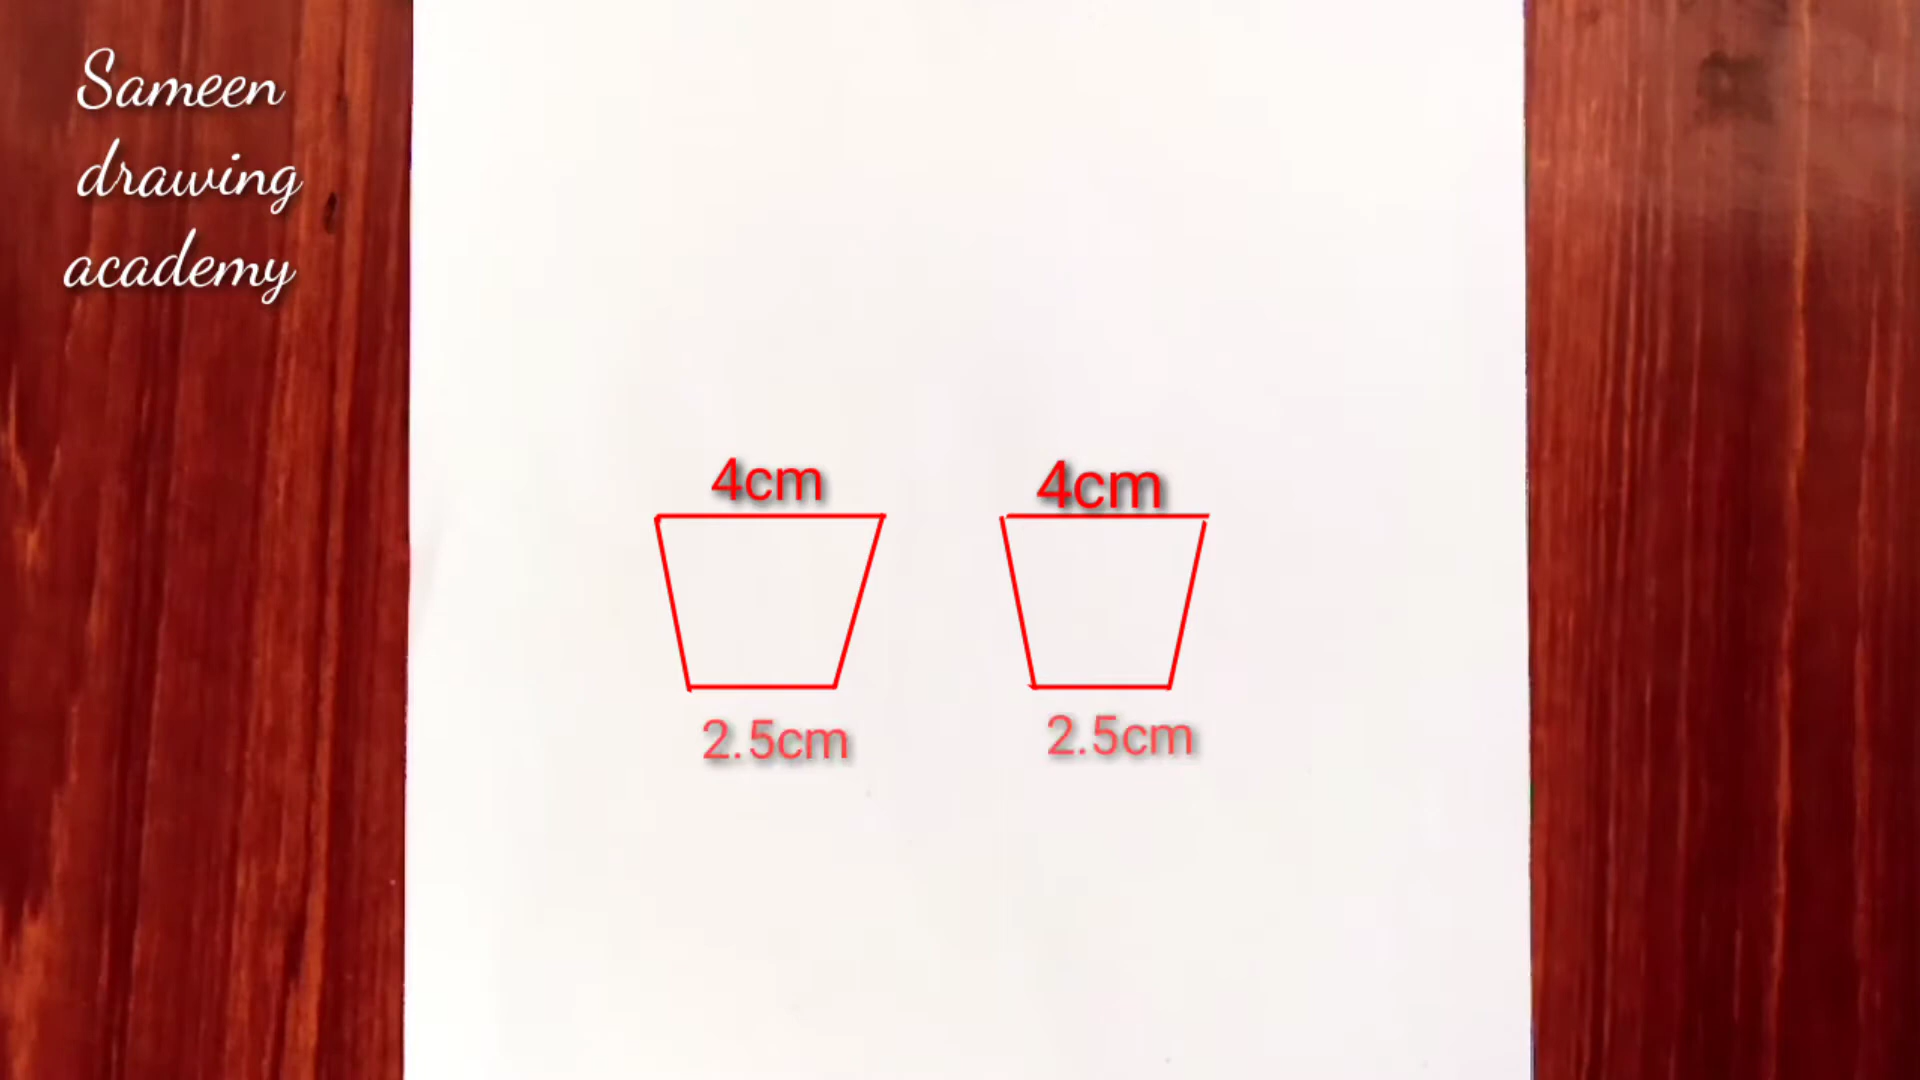 Sameen
drawing
academy
4cm
4cm
2.5cm
2.5cm